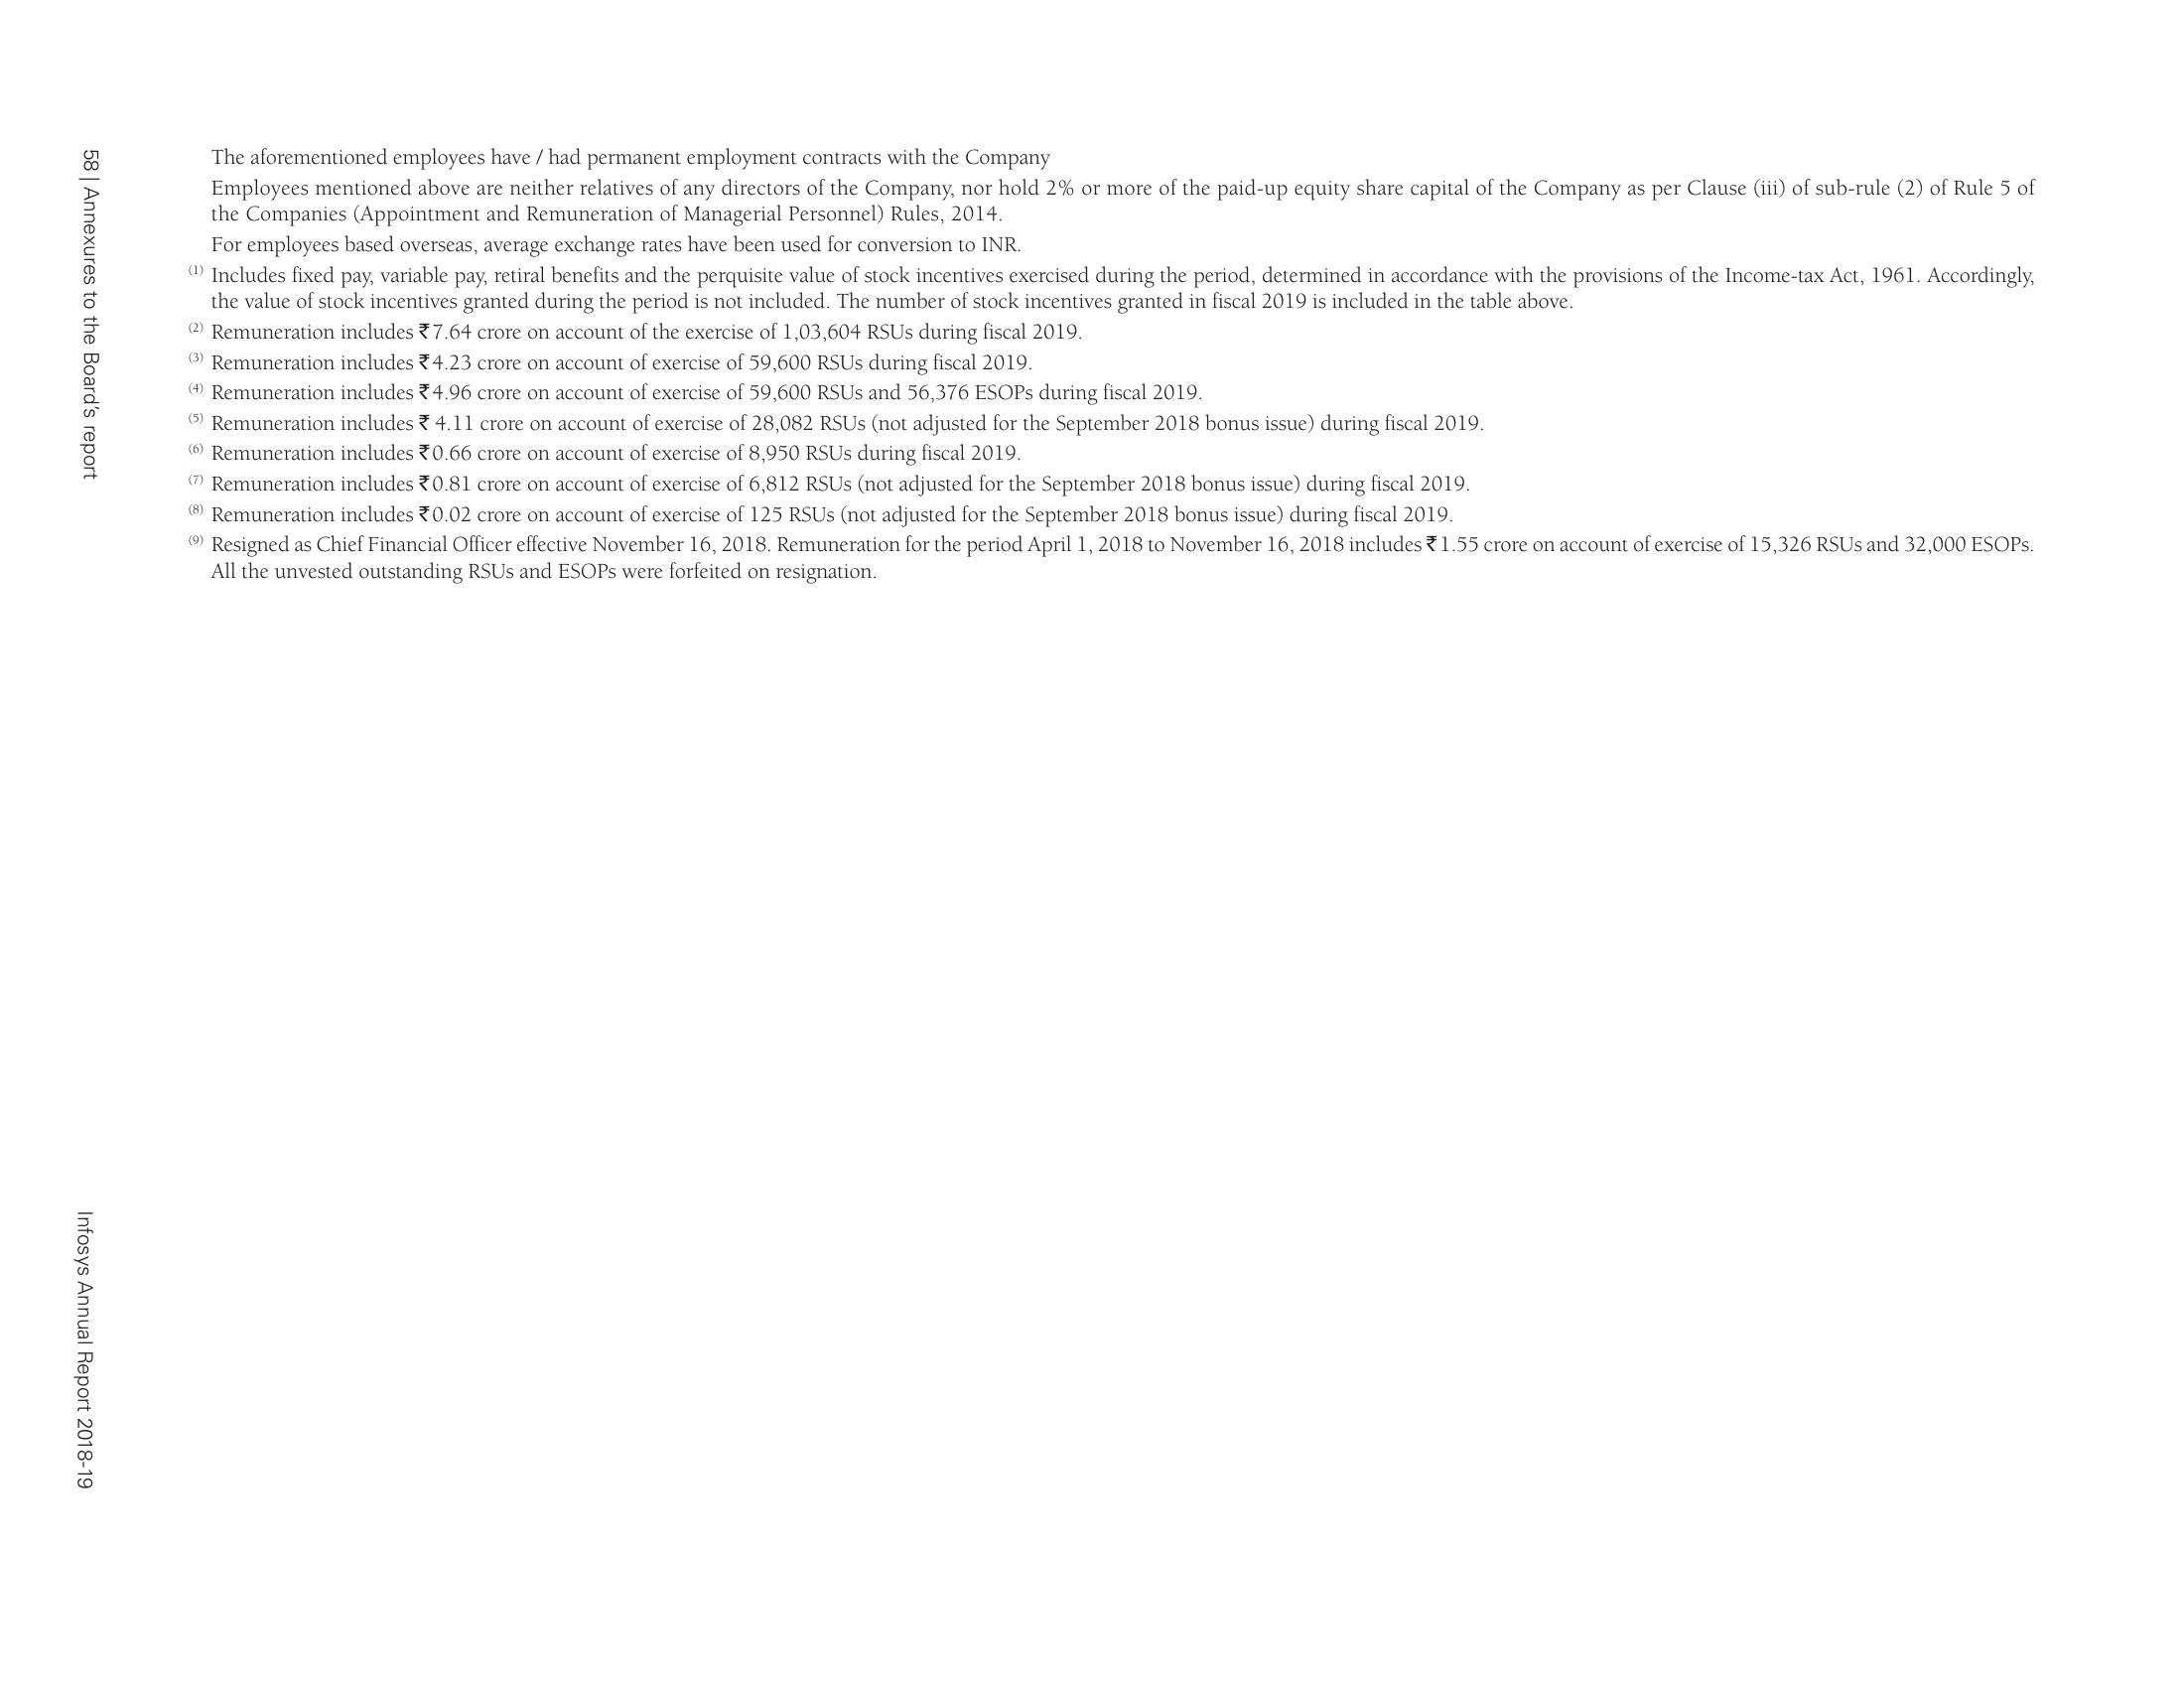 The aforementioned employees have / had permanent employment contracts with the Company
Employees mentioned above are neither relatives of any directors of the Company, nor hold 2% or more of the paid-up equity share capital of the Company as per Clause (iii) of sub-rule (2) of Rule 5 of
the Companies (Appointment and Remuneration of Managerial Personnel) Rules, 2014.
For employees based overseas, average exchange rates have been used for conversion to INR.
(1) Includes fixed pay, variable pay, retiral benefits and the perquisite value of stock incentives exercised during the period, determined in accordance with the provisions of the Income-tax Act, 1961. Accordingly,
the value of stock incentives granted during the period is not included. The number of stock incentives granted in fiscal 2019 is included in the table above.
(2) Remuneration includes ₹7.64 crore on account of the exercise of 1,03,604 RSUs during fiscal 2019.
(3) Remuneration includes ₹4.23 crore on account of exercise of 59,600 RSUs during fiscal 2019.
(4) Remuneration includes ₹4.96 crore on account of exercise of 59,600 RSUs and 56,376 ESOPs during fiscal 2019.
(5) Remuneration includes ₹ 4.11 crore on account of exercise of 28,082 RSUs (not adjusted for the September 2018 bonus issue) during fiscal 2019.
(6) Remuneration includes ₹0.66 crore on account of exercise of 8,950 RSUs during fiscal 2019.
(7) Remuneration includes ₹0.81 crore on account of exercise of 6,812 RSUs (not adjusted for the September 2018 bonus issue) during fiscal 2019.
(8) Remuneration includes ₹0.02 crore on account of exercise of 125 RSUs (not adjusted for the September 2018 bonus issue) during fiscal 2019.
(9) Resigned as Chief Financial Officer effective November 16, 2018. Remuneration for the period April 1, 2018 to November 16, 2018 includes ₹1.55 crore on account of exercise of 15,326 RSUs and 32,000 ESOPs.
All the unvested outstanding RSUs and ESOPs were forfeited on resignation.
58 | Annexures to the Board's report
Infosys Annual Report 2018-19